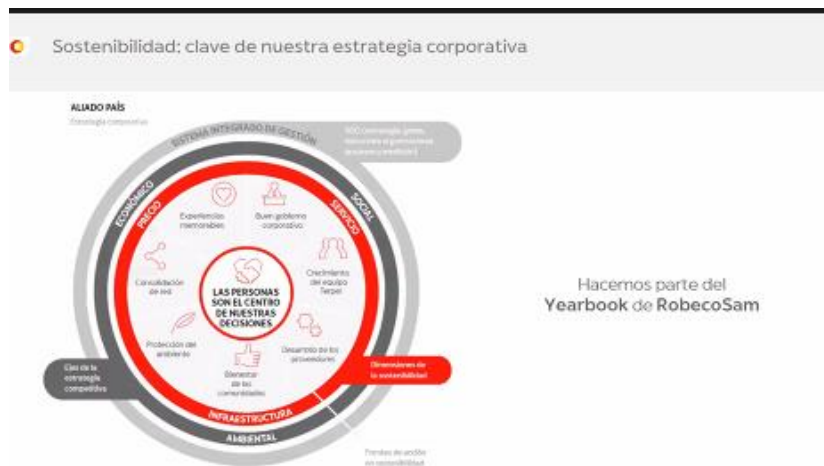 Sostenibilidad: clave de nuestra estrategia corporativa
ALIADO PAÍS
Estrategia corporativa
SISTEMA INTEGRADO DE GESTIÓN
ECONÓMICO
SOCIAL
PRECIO
SERVICIO
Experiencias
memorables
Buen gobierno
corporativo
Consolidación
de red
Crecimiento
del equipo
Terpel
LAS PERSONAS
SON EL CENTRO
DE NUESTRAS
DECISIONES
Protección del
ambiente
Desarrollo de los
proveedores
Bienestar
de las
comunidades
Ejes de la
estrategia
competitiva
Dimensiones de
la sostenibilidad
INFRAESTRUCTURA
AMBIENTAL
Frentes de acción
en sostenibilidad
Hacemos parte del
Yearbook de RobecoSam